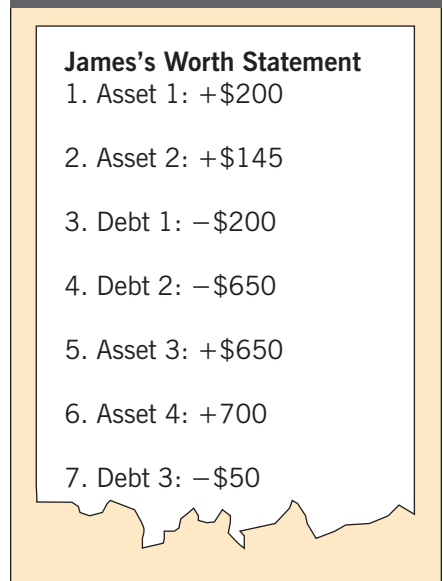 James's Worth Statement
1. Asset 1: +$200
2. Asset 2: +$145
3. Debt 1: −$200
4. Debt 2: −$650
5. Asset 3: +$650
6. Asset 4: +700
7. Debt 3: −$50